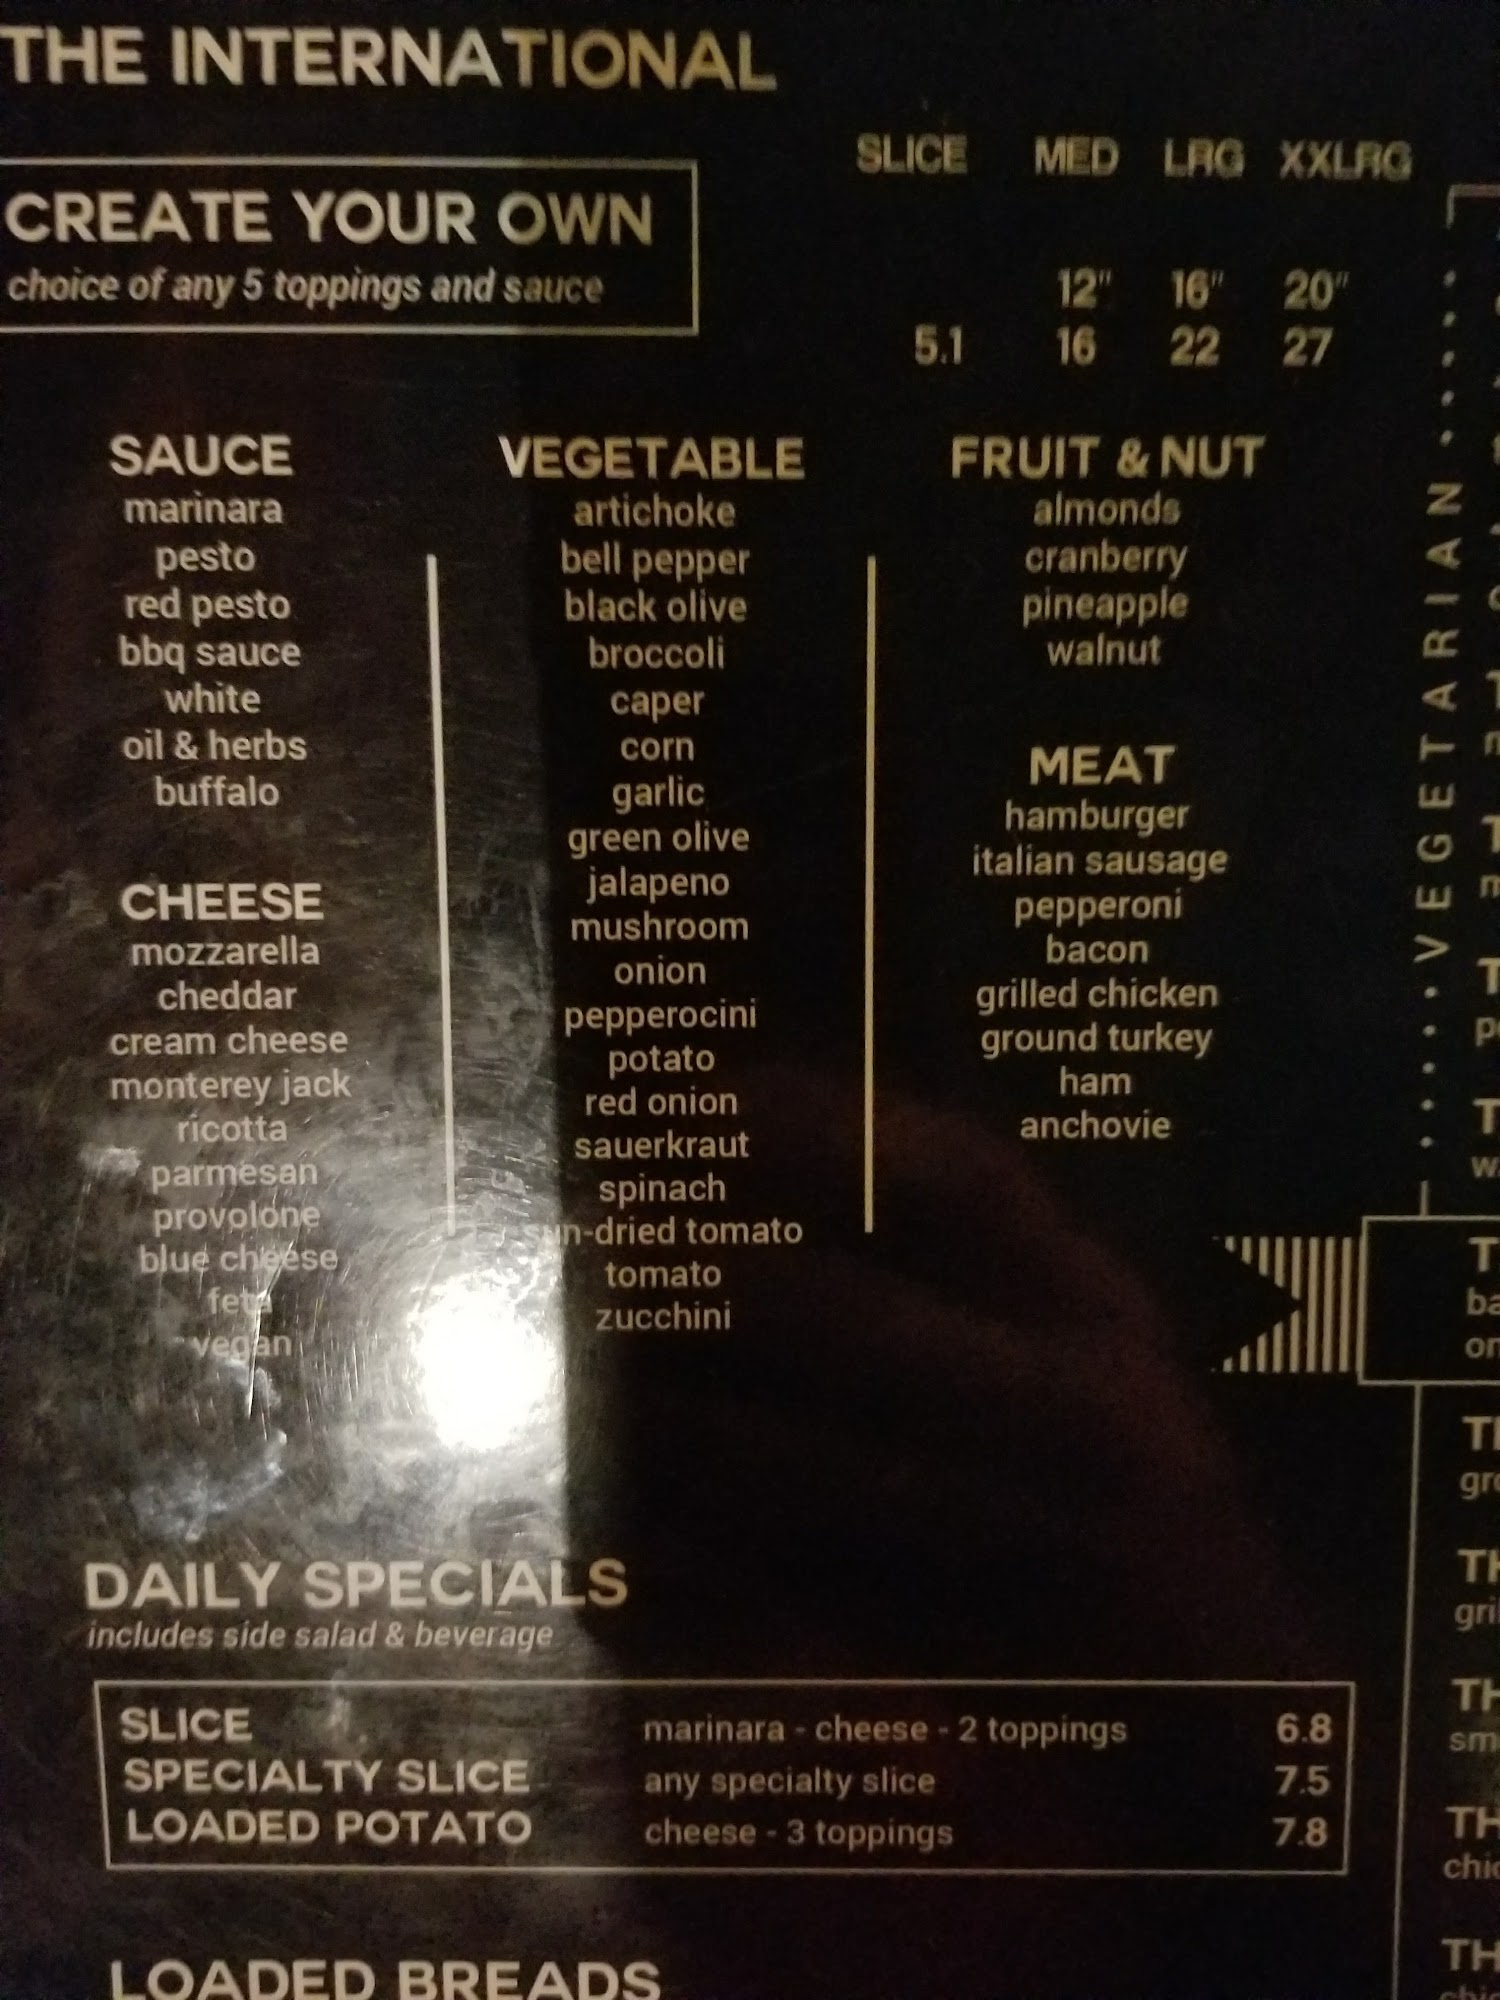 THE INTERNATIONAL
SLICE MED LRG XXLRG
CREATE YOUR OWN
choice of any 5 toppings and sauce
12" 16" 20"
5.1 16 22 27
SAUCE
marinara
pesto
red pesto
bbq sauce
white
oil & herbs
buffalo
CHEESE
mozzarella
cheddar
cream cheese
monterey jack
ricotta
parmesan
provolone
blue cheese
feta
vegan
VEGETABLE
artichoke
bell pepper
black olive
broccoli
caper
corn
garlic
green olive
jalapeno
mushroom
onion
pepperocini
potato
red onion
sauerkraut
spinach
sun-dried tomato
tomato
zucchini
FRUIT & NUT
almonds
cranberry
pineapple
walnut
MEAT
hamburger
italian sausage
pepperoni
bacon
grilled chicken
ground turkey
ham
anchovie
VEGETARIAN
DAILY SPECIALS
includes side salad & beverage
SLICE marinara - cheese - 2 toppings 6.8
SPECIALTY SLICE any specialty slice 7.5
LOADED POTATO cheese - 3 toppings 7.8
LOADED BREADS